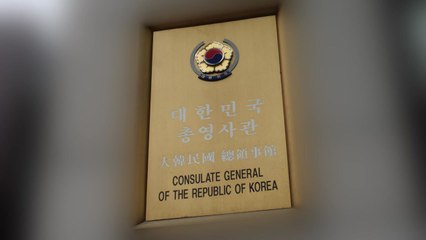 대한민국
총영사관
大韓民國 總領事館
CONSULATE GENERAL
OF THE REPUBLIC OF KOREA